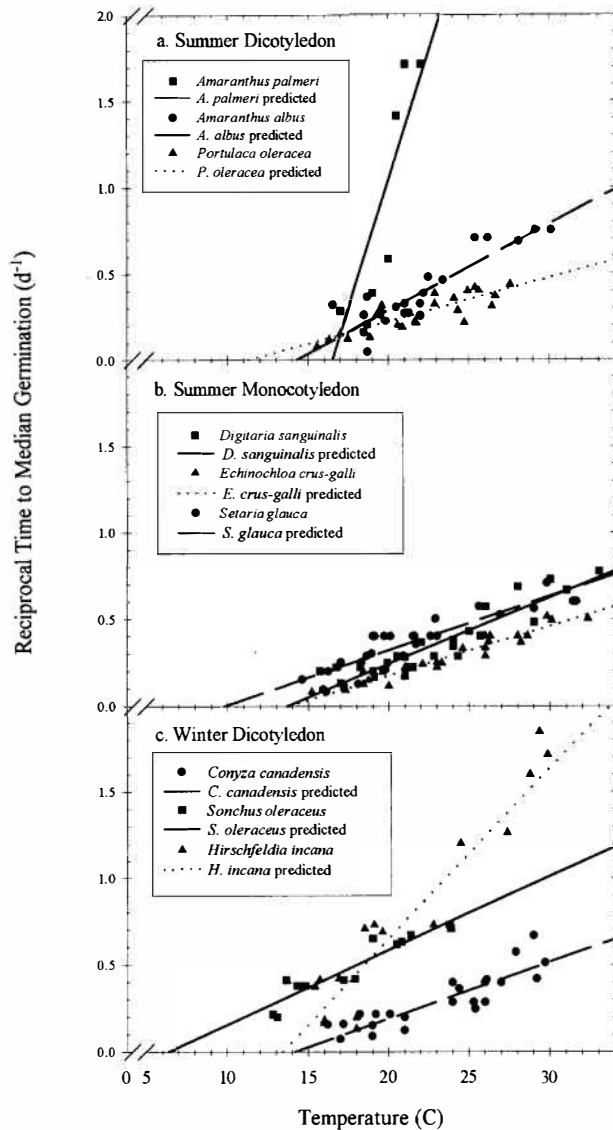 Reciprocal Time to Median Germination (d⁻¹)
2.0
a. Summer Dicotyledon
Amaranthus palmeri
A. palmeri predicted
Amaranthus albus
A. albus predicted
Portulaca oleracea
P. oleracea predicted
1.5
1.0
0.5
0.0
b. Summer Monocotyledon
Digitaria sanguinalis
D. sanguinalis predicted
Echinochloa crus-galli
E. crus-galli predicted
Setaria glauca
S. glauca predicted
1.5
1.0
0.5
0.0
c. Winter Dicotyledon
Conyza canadensis
C. canadensis predicted
Sonchus oleraceus
S. oleraceus predicted
Hirschfeldia incana
H. incana predicted
1.5
1.0
0.5
0.0
0 5 10 15 20 25 30
Temperature (C)